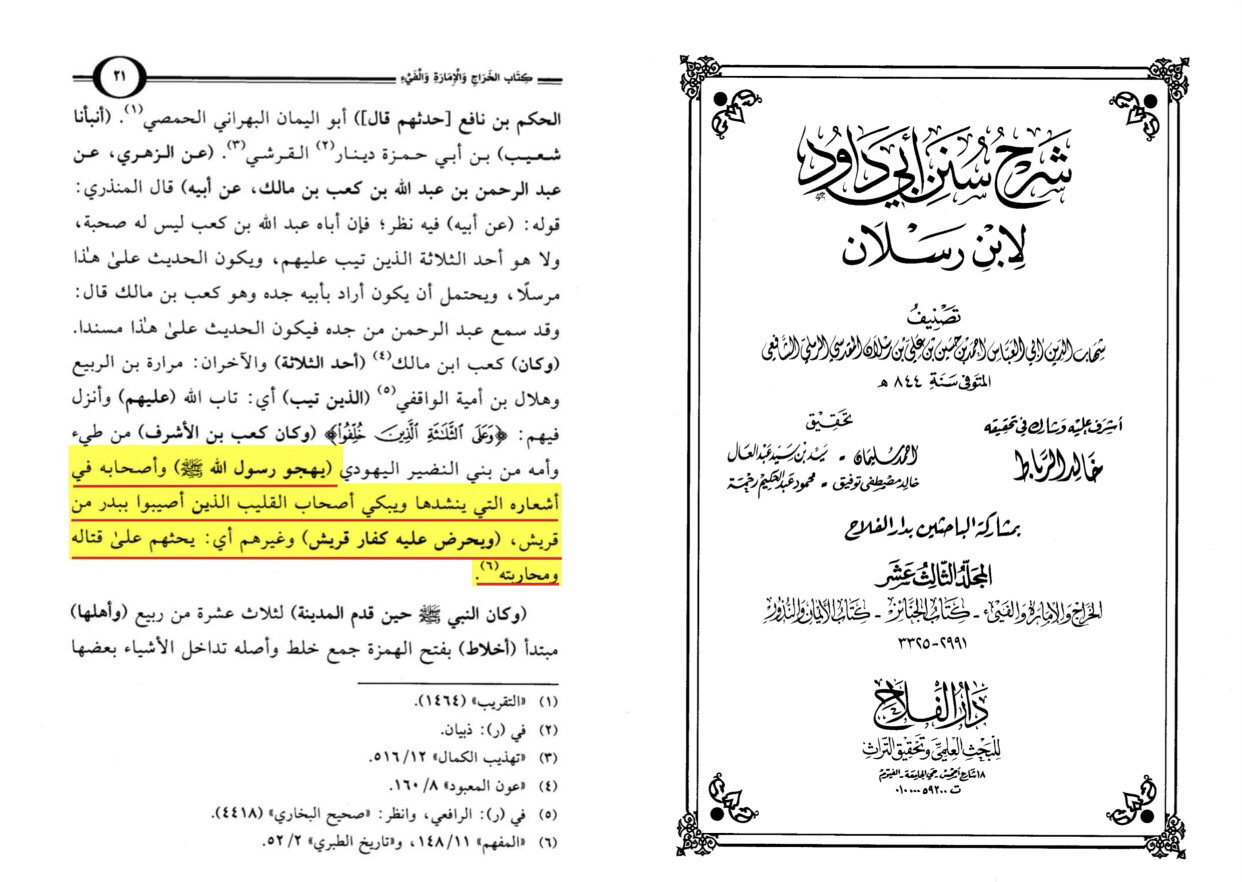 شرح سنن أبي داود
لابن رسلان
تصنيف
شهاب الدين أبي العباس أحمد بن حسين بن علي بن رسلان المقدسي الرملي الشافعي
المتوفى سنة ٨٤٤ هـ
أشرف عليه وشارك في تحقيقه
خالد الرباط
تحقيق
أحمد سليمان - يسد بن سيد عبد العال
خالد مصطفى توفيق - محمود عبد الحكيم رحيمة
بمشاركة الباحثين بدار الفلاح
المجلد الثالث عشر
الخراج والإمارة والفيء - كتاب الجنائز - كتاب الأيمان والنذور
٢٩٩١-٣٣٢٥
دار الفلاح
للبحث العلمي وتحقيق التراث
١٨ شارع أحمس - حي الجامعة - الفيوم
ت ٠١٠٠٠٠٥٩٢٠٠
كتاب الخراج والإمارة والفيء
٢١
الحكم بن نافع [حدثهم قال]) أبو اليمان البهراني الحمصي(١). (أنبأنا
شعيب) بن أبي حمزة دينار(٢) القرشي(٣). (عن الزهري، عن
عبد الرحمن بن عبد الله بن كعب بن مالك، عن أبيه) قال المنذري:
قوله: (عن أبيه) فيه نظر؛ فإن أباه عبد الله بن كعب ليس له صحبة،
ولا هو أحد الثلاثة الذين تيب عليهم، ويكون الحديث علىٰ هذا
مرسلًا، ويحتمل أن يكون أراد بأبيه جده وهو كعب بن مالك قال:
وقد سمع عبد الرحمن من جده فيكون الحديث علىٰ هذا مسندا.
(وكان) كعب ابن مالك(٤) (أحد الثلاثة) والآخران: مرارة بن الربيع
وهلال بن أمية الواقفي(٥) (الذين تيب) أي: تاب الله (عليهم) وأنزل
فيهم: ﴿وَعَلَى ٱلثَّلَٰثَةِ ٱلَّذِينَ خُلِّفُوا۟﴾ (وكان كعب بن الأشرف) من طيء
وأمه من بني النضير اليهودي (يهجو رسول الله ﷺ) وأصحابه في
أشعاره التي ينشدها ويبكي أصحاب القليب الذين أصيبوا ببدر من
قريش، (ويحرض عليه كفار قريش) وغيرهم أي: يحثهم علىٰ قتاله
ومحاربته(٦).
(وكان النبي ﷺ حين قدم المدينة) لثلاث عشرة من ربيع (وأهلها)
مبتدأ (أخلاط) بفتح الهمزة جمع خلط وأصله تداخل الأشياء بعضها
(١) «التقريب» (١٤٦٤).
(٢) في (ر): ذبيان.
(٣) «تهذيب الكمال» ٥١٦/١٢.
(٤) «عون المعبود» ١٦٠/٨.
(٥) في (ر): الرافعي، وانظر: «صحيح البخاري» (٤٤١٨).
(٦) «المفهم» ١٤٨/١١، و«تاريخ الطبري» ٥٢/٢.